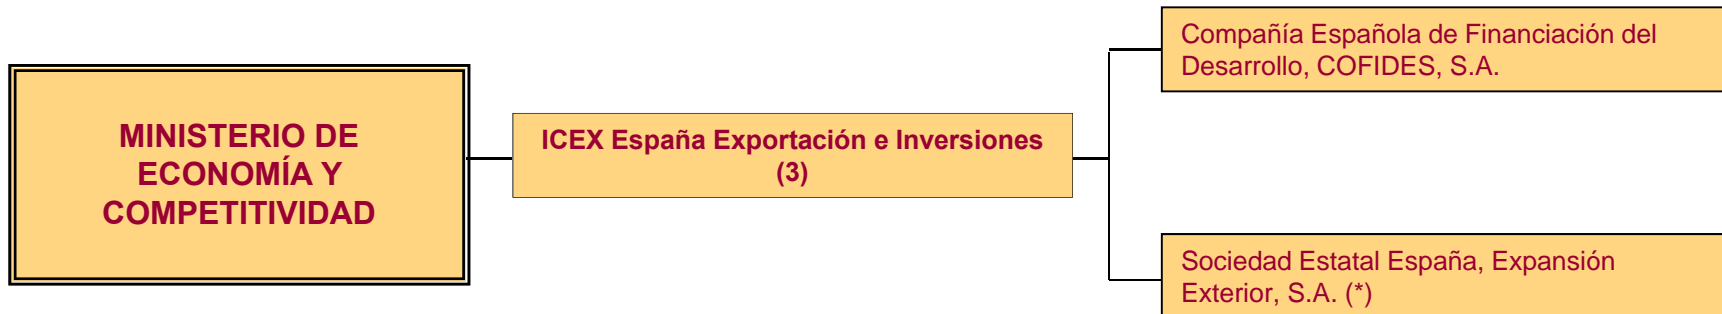 Compañía Española de Financiación del
Desarrollo, COFIDES, S.A.
MINISTERIO DE
ECONOMÍA Y
COMPETITIVIDAD
ICEX España Exportación e Inversiones
(3)
Sociedad Estatal España, Expansión
Exterior, S.A. (*)